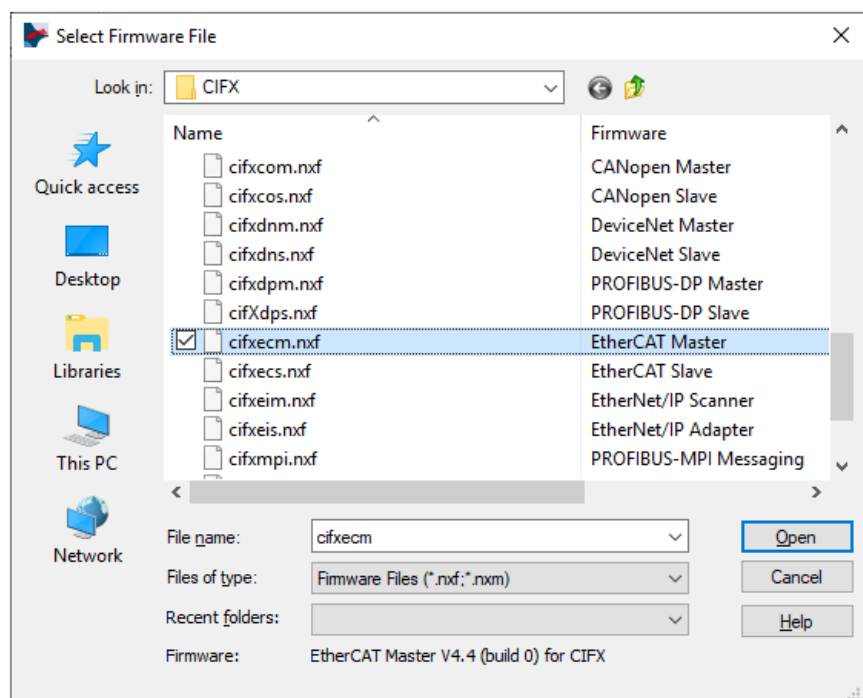 Select Firmware File
Look in: CIFX
Name Firmware
cifxcom.nxf CANopen Master
cifxcos.nxf CANopen Slave
cifxdnm.nxf DeviceNet Master
cifxdns.nxf DeviceNet Slave
cifxdpm.nxf PROFIBUS-DP Master
cifXdps.nxf PROFIBUS-DP Slave
cifxecm.nxf EtherCAT Master
cifxecs.nxf EtherCAT Slave
cifxeim.nxf EtherNet/IP Scanner
cifxeis.nxf EtherNet/IP Adapter
cifxmpi.nxf PROFIBUS-MPI Messaging
Quick access
Desktop
Libraries
This PC
Network
File name: cifxecm Open
Files of type: Firmware Files (*.nxf;*.nxm) Cancel
Recent folders: Help
Firmware: EtherCAT Master V4.4 (build 0) for CIFX